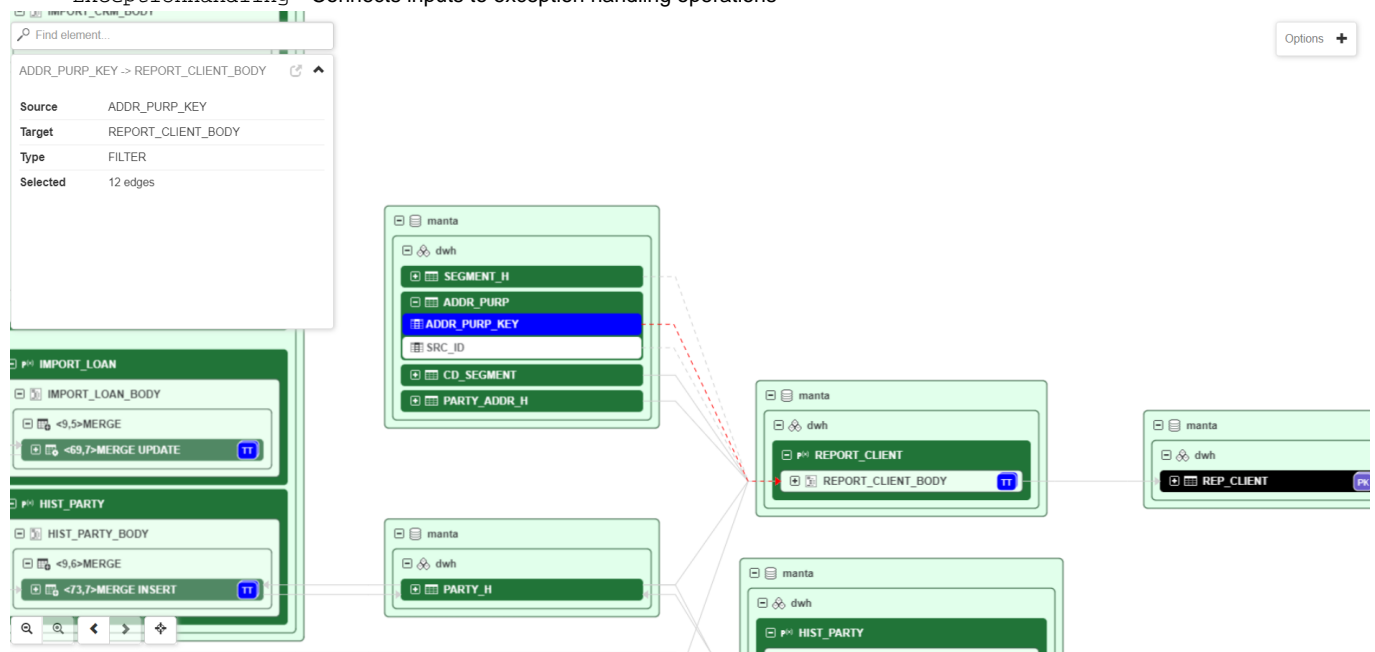 ExceptionHandling - Connects inputs to exception handling operations
IMPORT_CRM_BODY
Find element...
Options
ADDR_PURP_KEY -> REPORT_CLIENT_BODY
Source ADDR_PURP_KEY
Target REPORT_CLIENT_BODY
Type FILTER
Selected 12 edges
manta
dwh
SEGMENT_H
ADDR_PURP
ADDR_PURP_KEY
SRC_ID
CD_SEGMENT
PARTY_ADDR_H
IMPORT_LOAN
IMPORT_LOAN_BODY
<9,5>MERGE
<69,7>MERGE UPDATE TT
HIST_PARTY
HIST_PARTY_BODY
<9,6>MERGE
<73,7>MERGE INSERT TT
manta
dwh
PARTY_H
manta
dwh
REPORT_CLIENT
REPORT_CLIENT_BODY TT
manta
dwh
REP_CLIENT PK
manta
dwh
HIST_PARTY